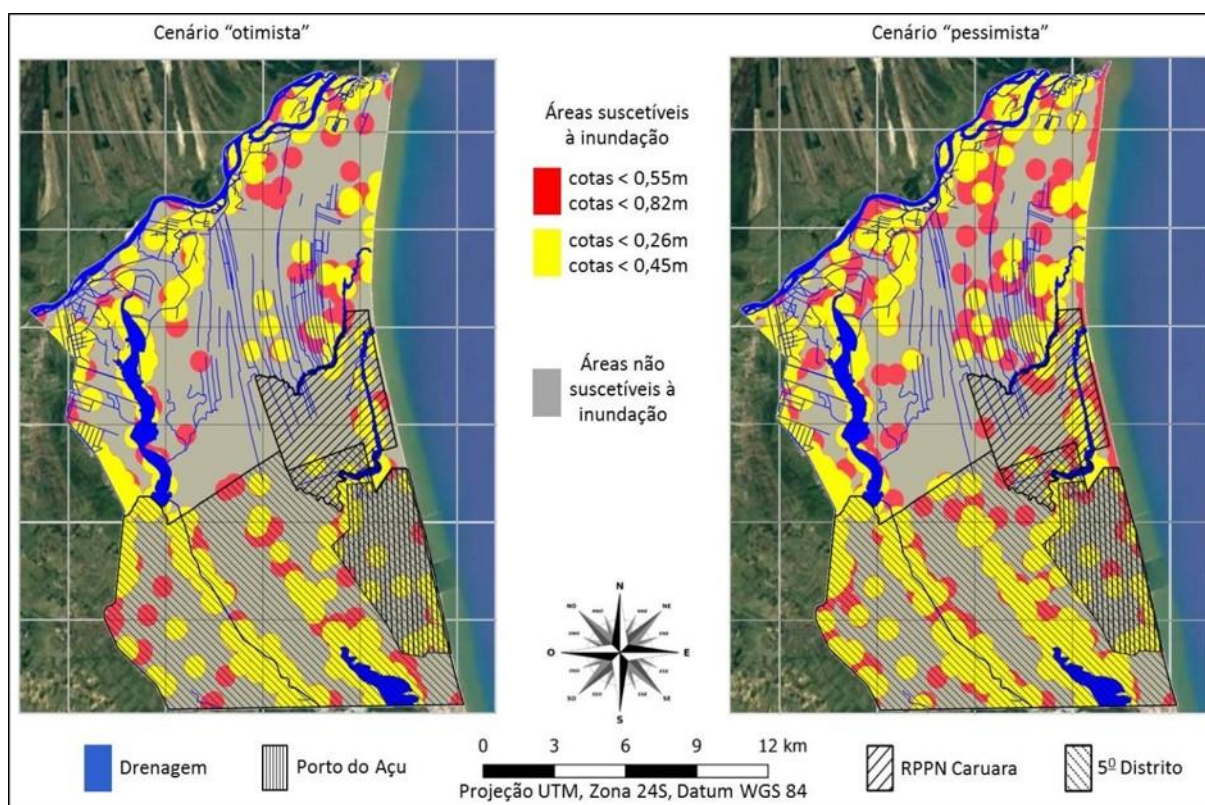 Cenário “otimista”
Cenário “pessimista”
Áreas suscetíveis
à inundação
cotas < 0,55m
cotas < 0,82m
cotas < 0,26m
cotas < 0,45m
Áreas não
suscetíveis à
inundação
N
NO
NE
O
E
SO
SE
S
0 3 6 9 12 km
Projeção UTM, Zona 24S, Datum WGS 84
Drenagem
Porto do Açu
RPPN Caruara
5º Distrito